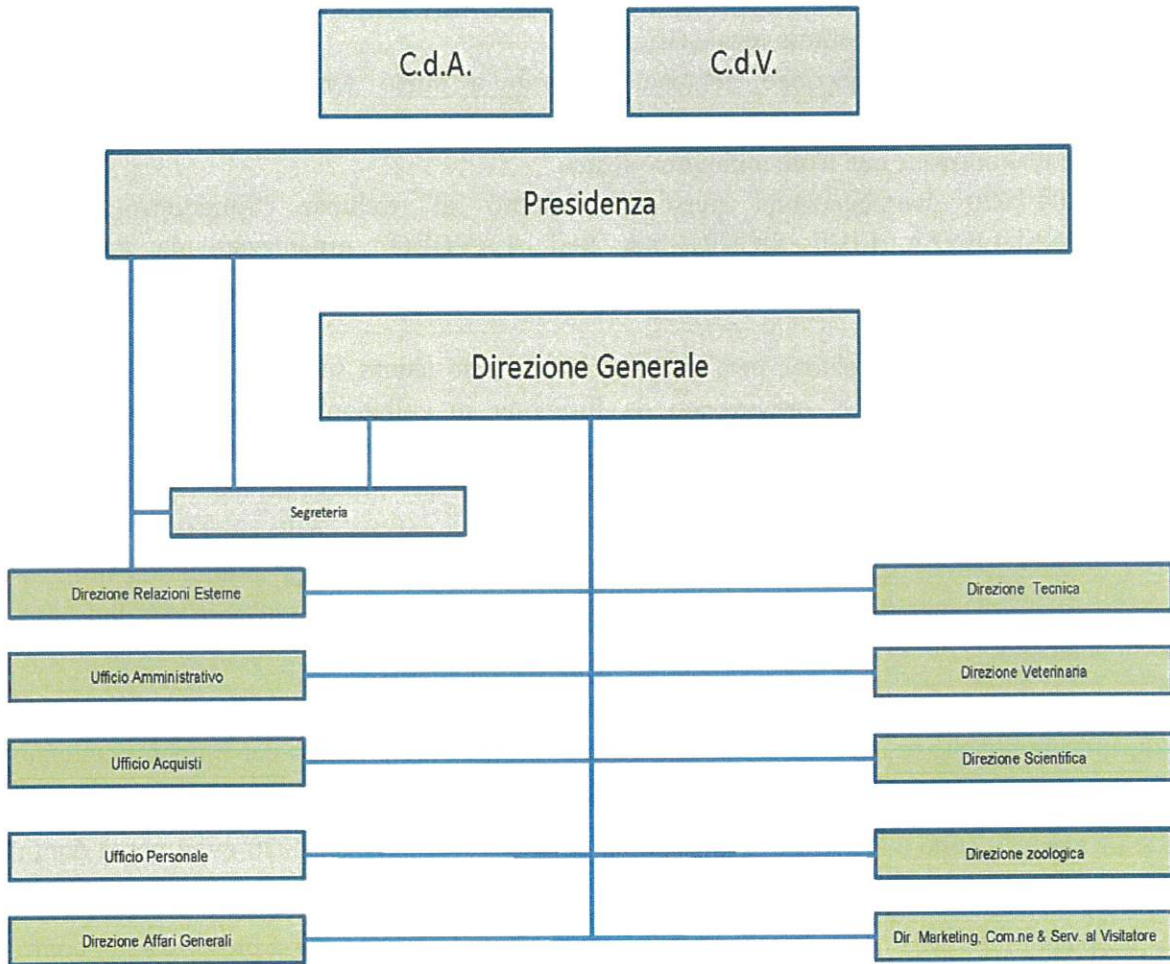 C.d.A.
C.d.V.
Presidenza
Direzione Generale
Segreteria
Direzione Relazioni Esterne
Direzione Tecnica
Ufficio Amministrativo
Direzione Veterinaria
Ufficio Acquisti
Direzione Scientifica
Ufficio Personale
Direzione zoologica
Direzione Affari Generali
Dir. Marketing, Com.ne & Serv. al Visitatore